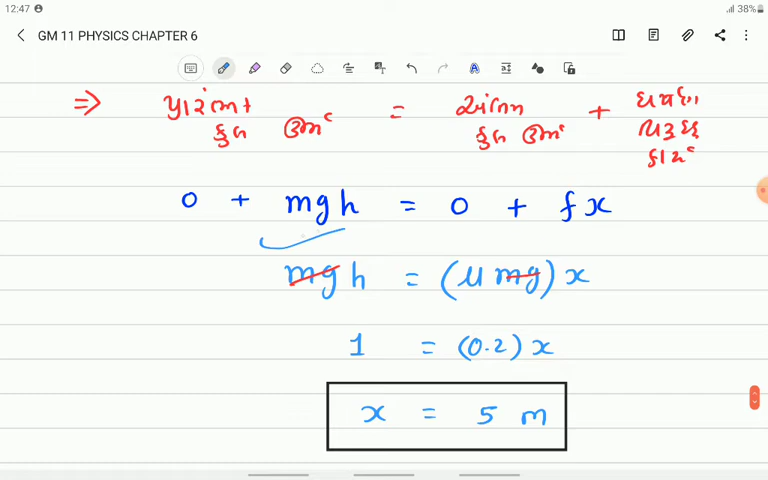 12:47 38%
GM 11 PHYSICS CHAPTER 6
⇒ પ્રારંભિક = અંતિમ + ઘર્ષણ
કુલ ઊર્જા કુલ ઊર્જા વિરુદ્ધ
કાર્ય
0 + mgh = 0 + fx
mgh = (μmg)x
1 = (0.2)x
x = 5 m